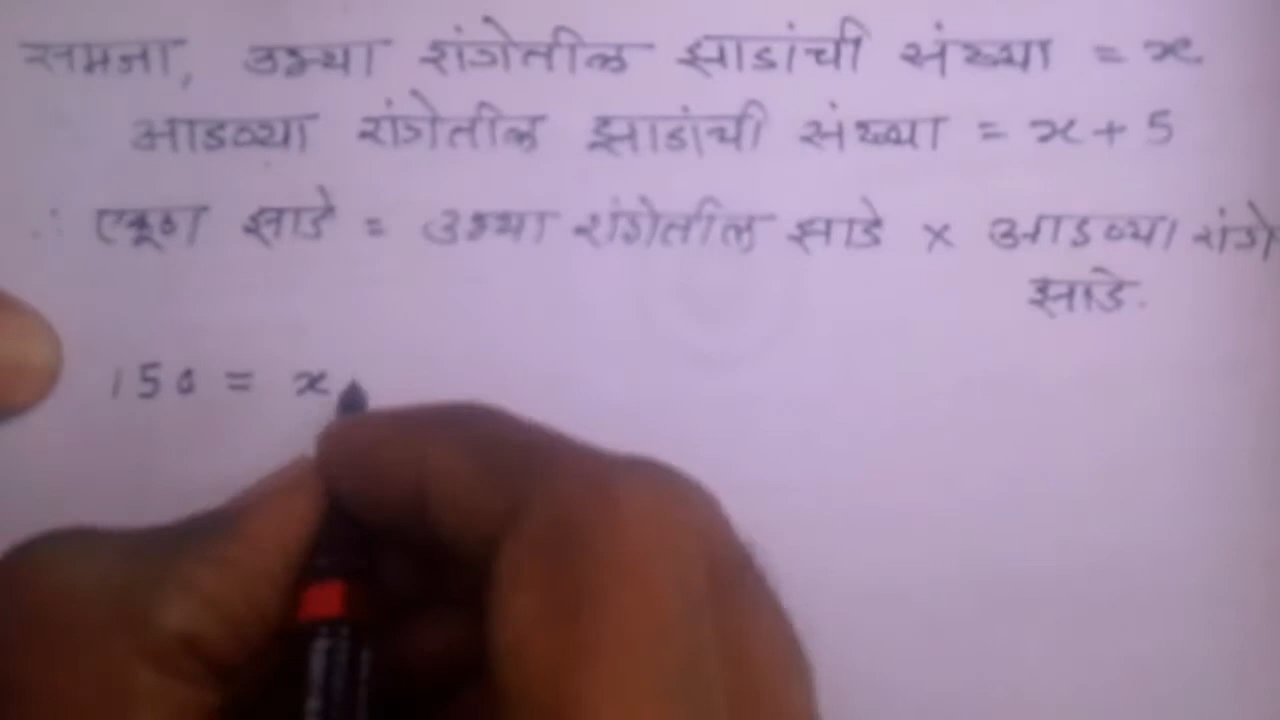 समजा, उभ्या रांगेतील झाडांची संख्या = x
आडव्या रांगेतील झाडांची संख्या = x + 5
∴ एकूण झाडे = उभ्या रांगेतील झाडे × आडव्या रांगे
झाडे.
150 = x